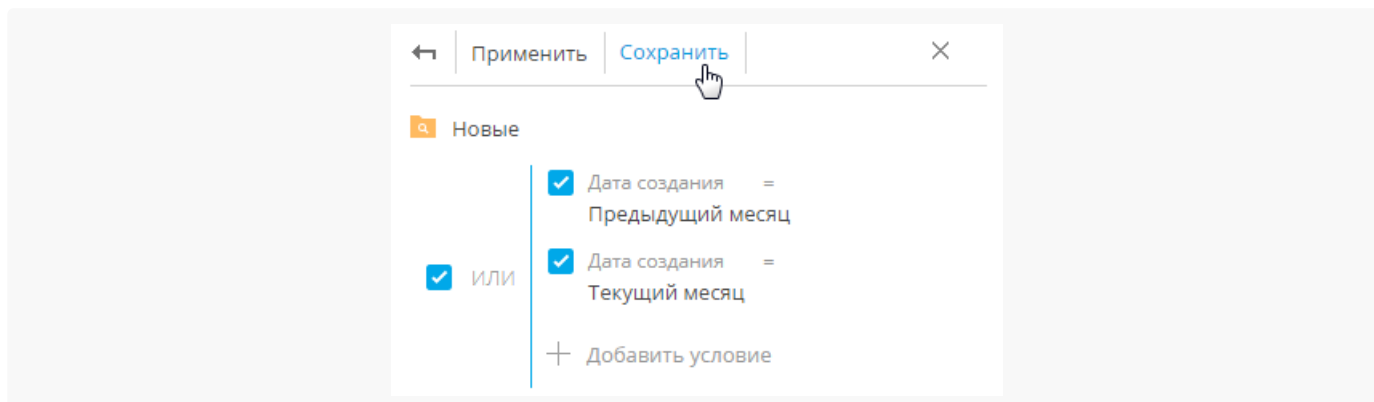 Применить Сохранить
Новые
Дата создания =
Предыдущий месяц
Дата создания =
ИЛИ
Текущий месяц
Добавить условие